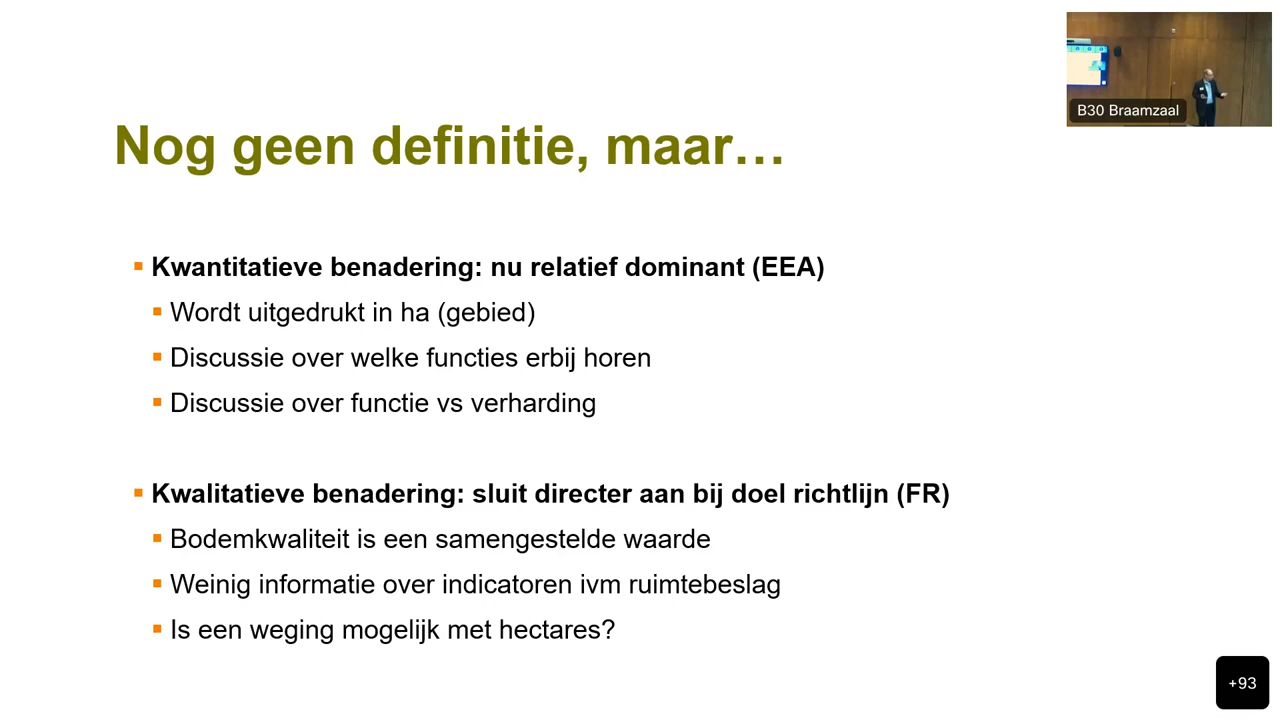 B30 Braamzaal
Nog geen definitie, maar…
Kwantitatieve benadering: nu relatief dominant (EEA)
Wordt uitgedrukt in ha (gebied)
Discussie over welke functies erbij horen
Discussie over functie vs verharding
Kwalitatieve benadering: sluit directer aan bij doel richtlijn (FR)
Bodemkwaliteit is een samengestelde waarde
Weinig informatie over indicatoren ivm ruimtebeslag
Is een weging mogelijk met hectares?
+93